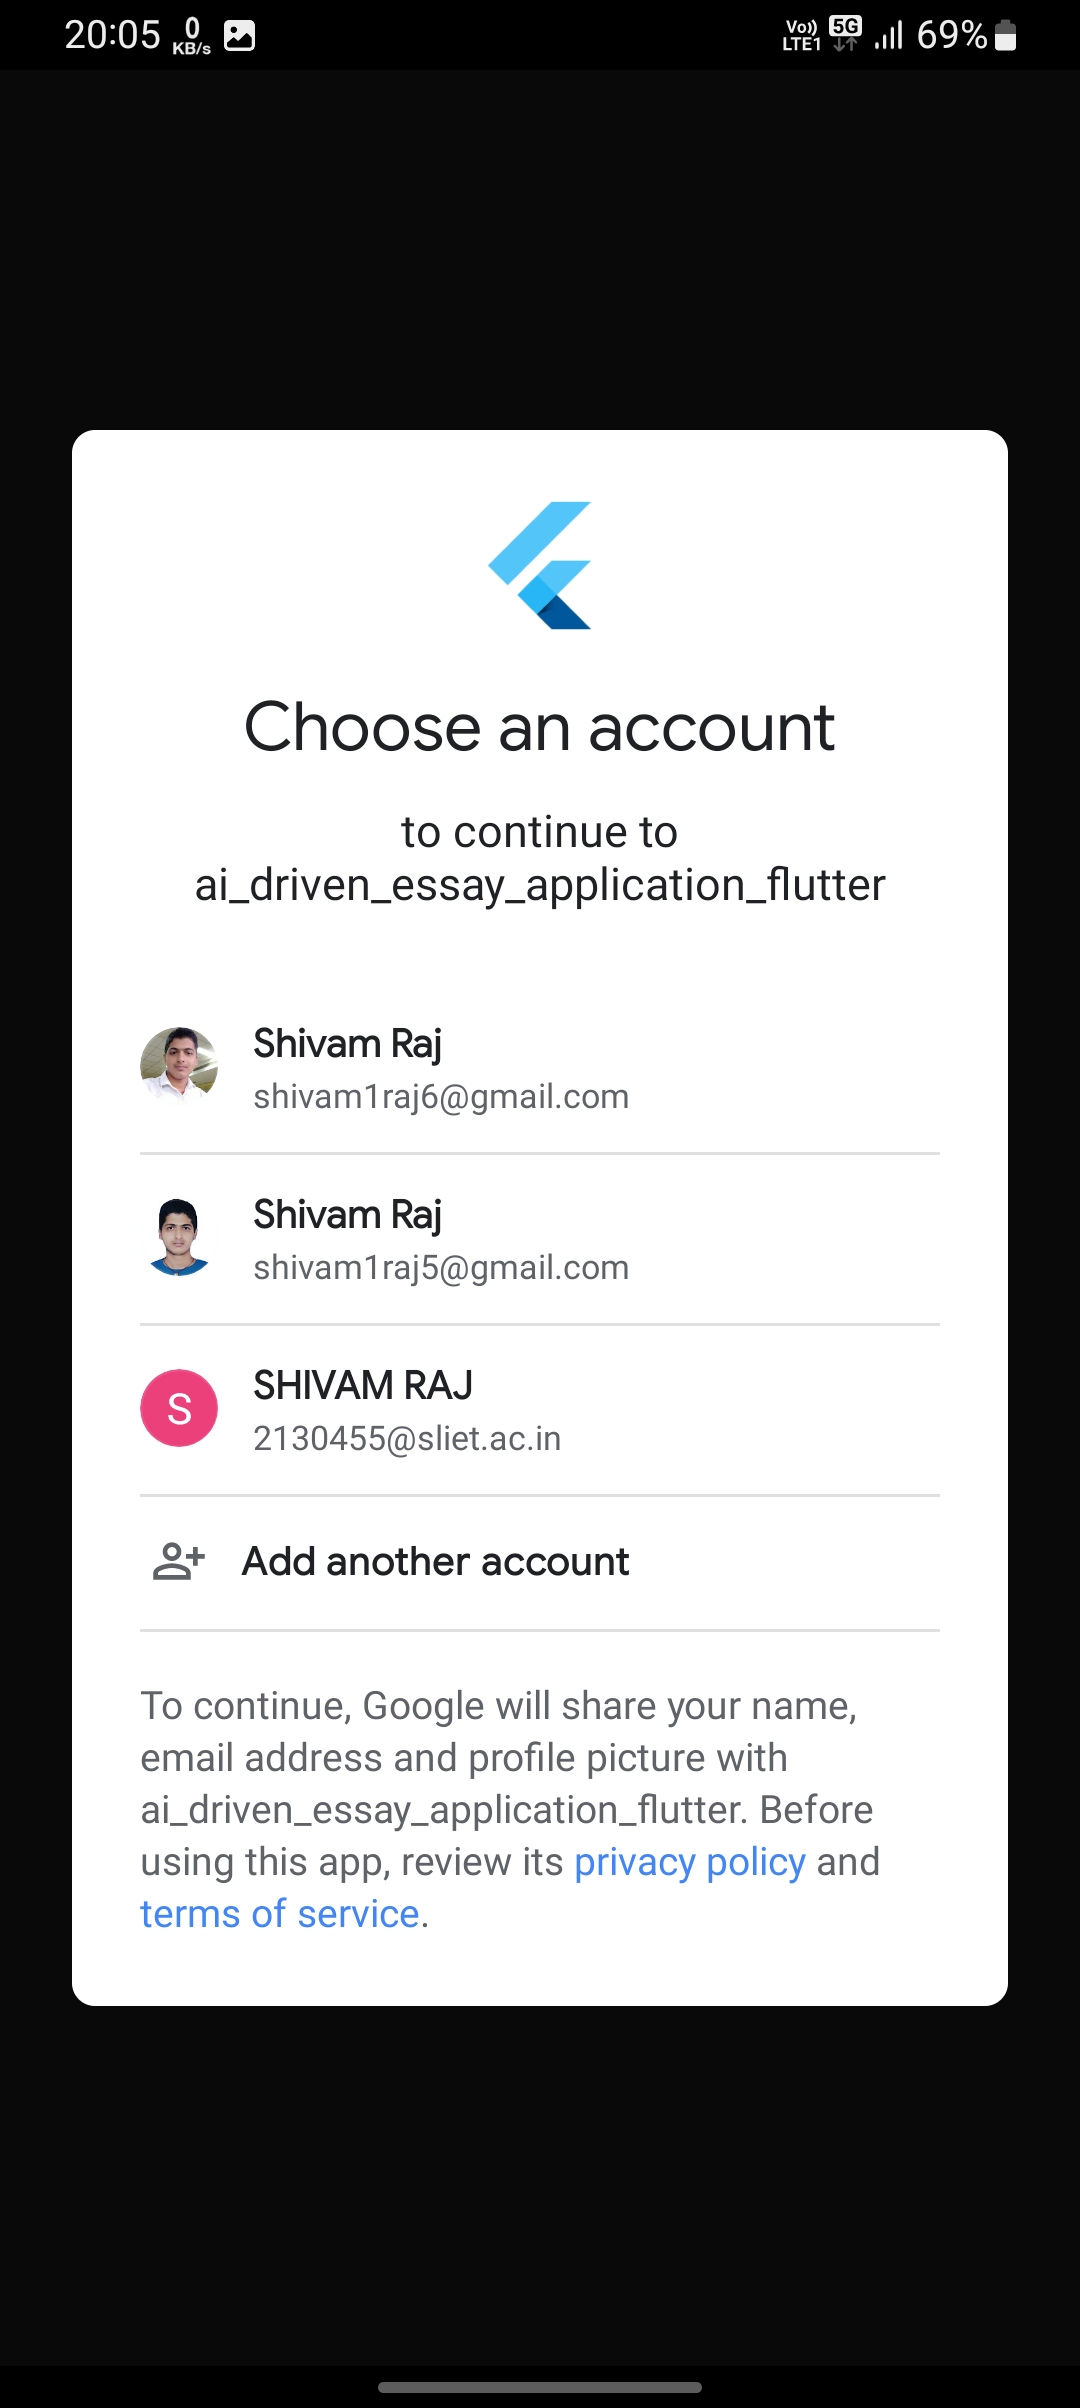 20:05 0 KB/s Vo)) LTE1 5G 69%
Choose an account
to continue to
ai_driven_essay_application_flutter
Shivam Raj
shivam1raj6@gmail.com
Shivam Raj
shivam1raj5@gmail.com
S
SHIVAM RAJ
2130455@sliet.ac.in
Add another account
To continue, Google will share your name,
email address and profile picture with
ai_driven_essay_application_flutter. Before
using this app, review its privacy policy and
terms of service.